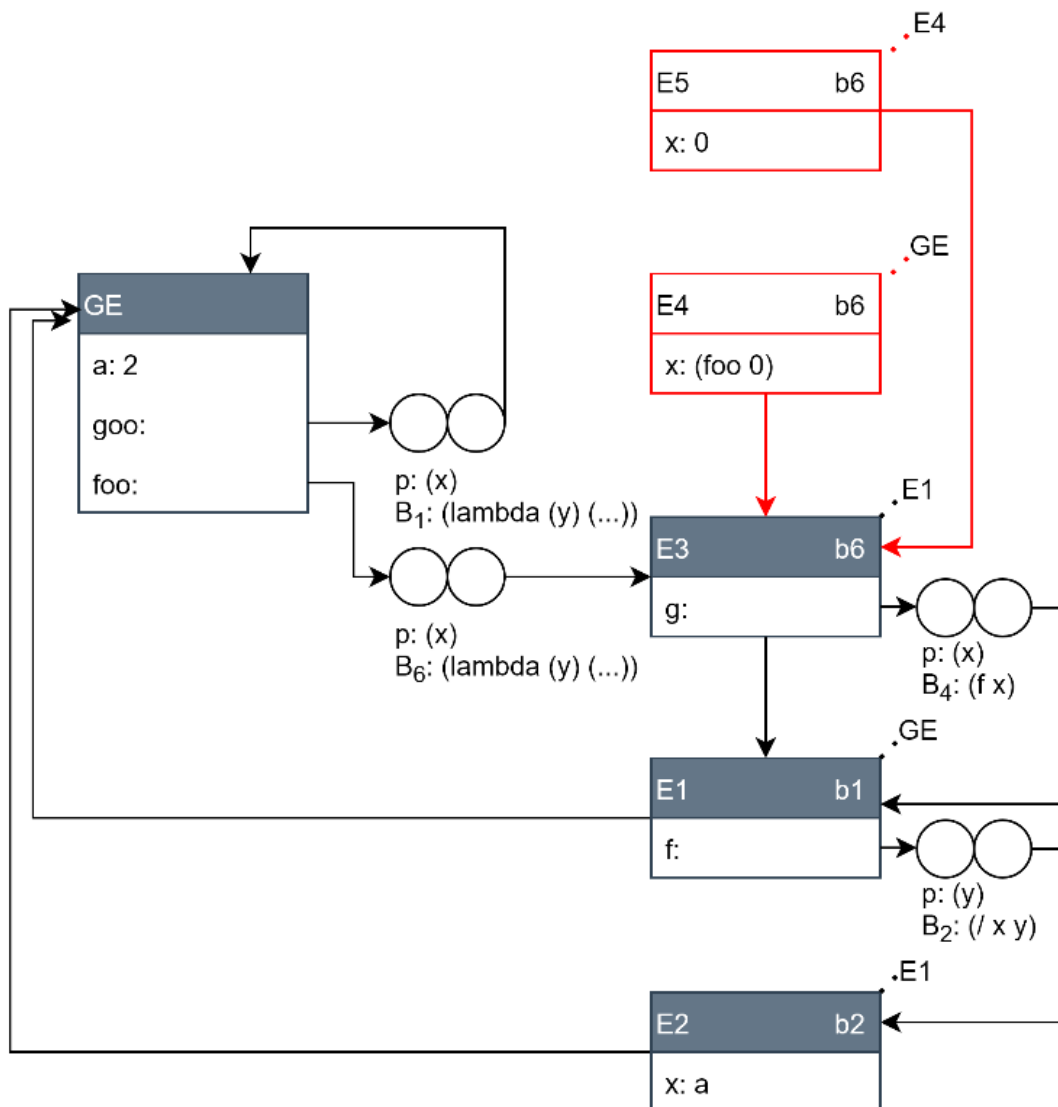 E4
E5 b6
x: 0
GE
E4 b6
x: (foo 0)
GE
a: 2
goo:
foo:
p: (x)
B₁: (lambda (y) (...))
p: (x)
B₆: (lambda (y) (...))
E1
E3 b6
g:
p: (x)
B₄: (f x)
GE
E1 b1
f:
p: (y)
B₂: (/ x y)
E1
E2 b2
x: a